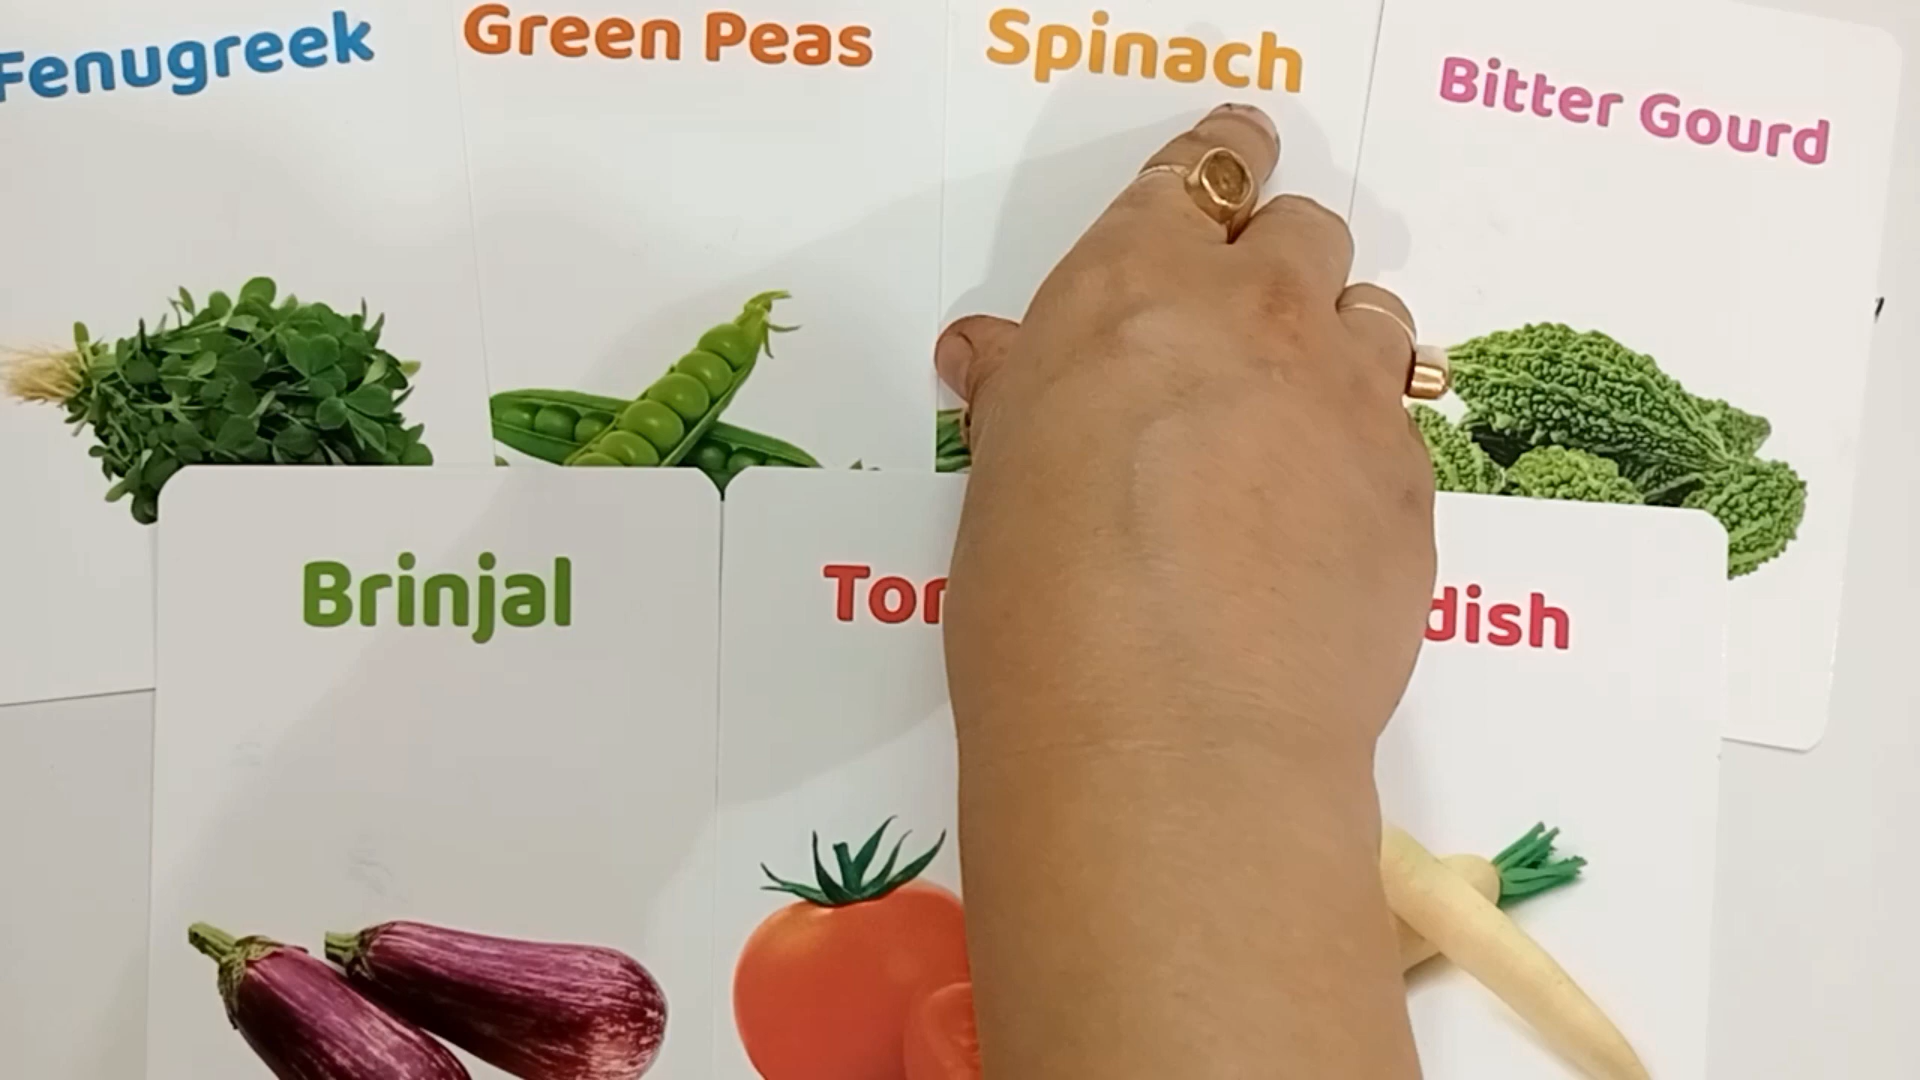 Fenugreek
Green Peas
Spinach
Bitter Gourd
Brinjal